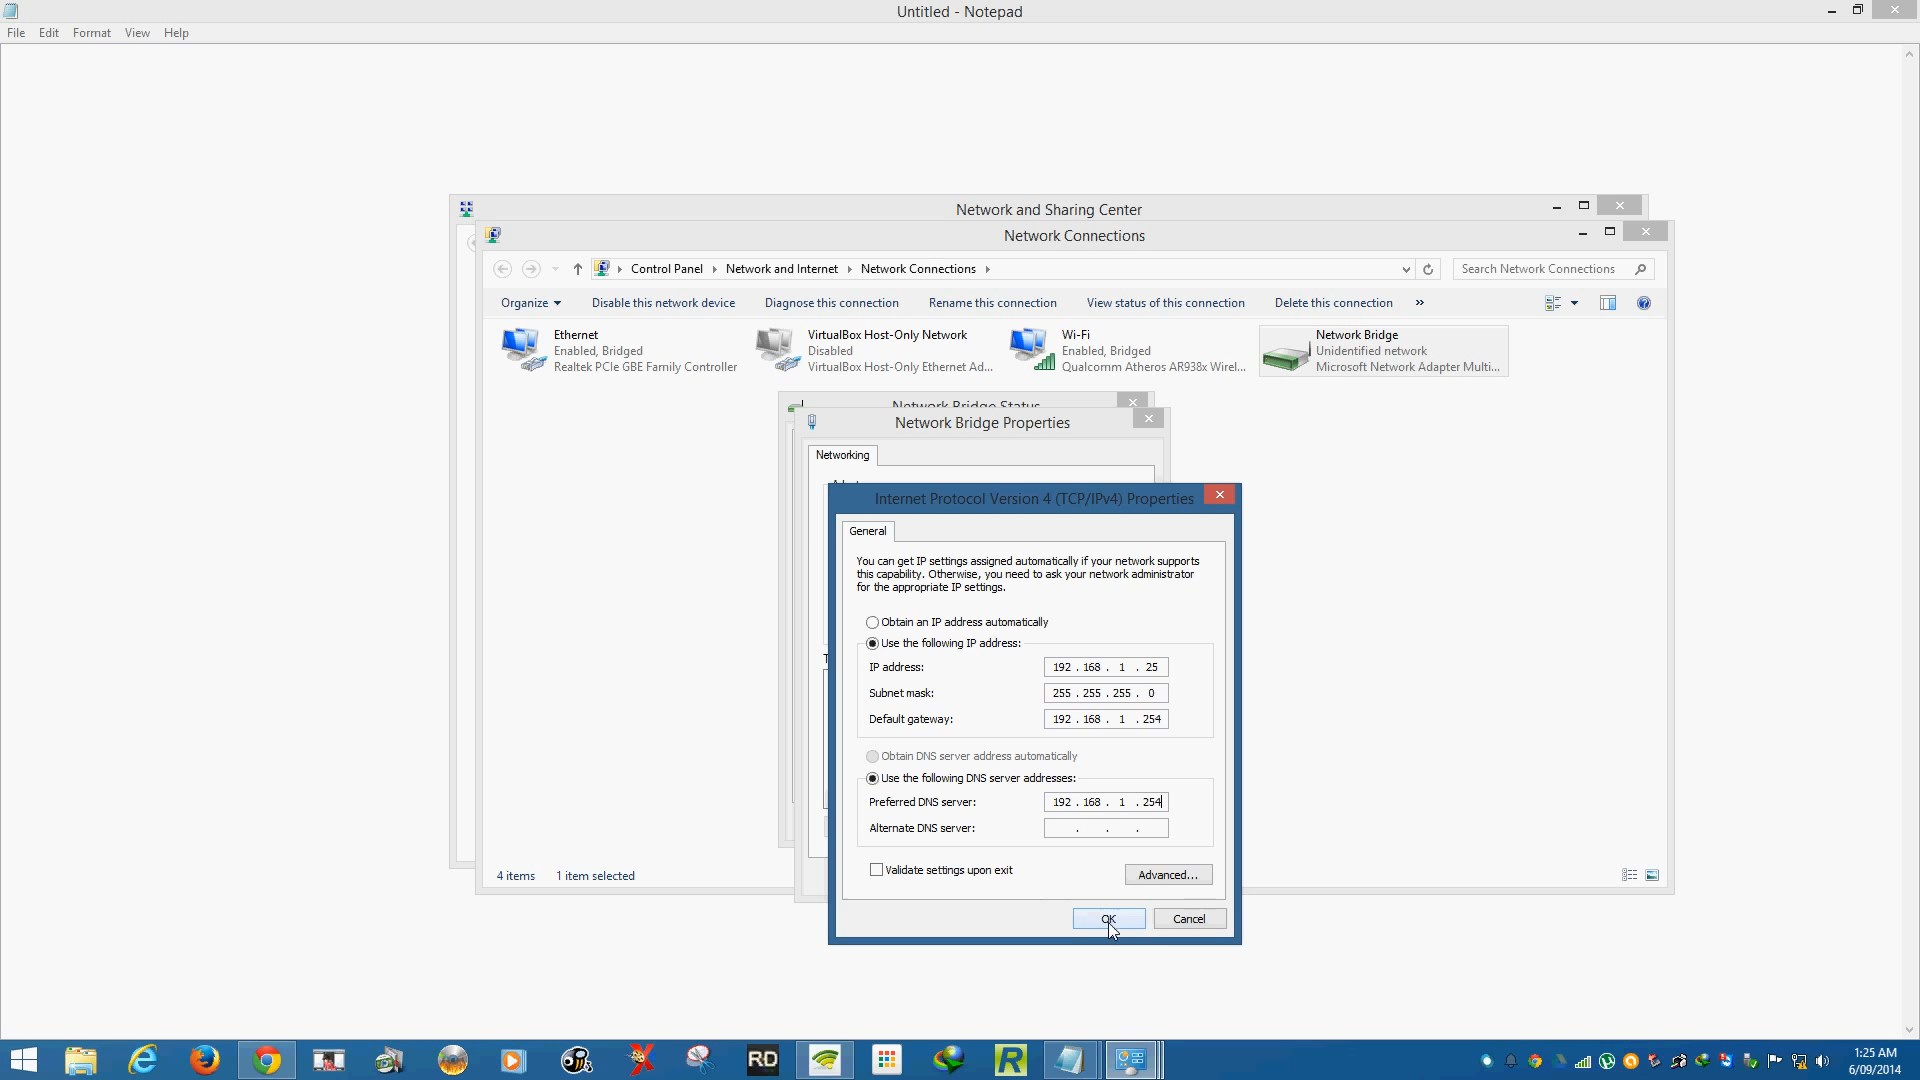 Untitled - Notepad
File Edit Format View Help
Network and Sharing Center
Network Connections
Control Panel Network and Internet Network Connections
Search Network Connections
Organize Disable this network device Diagnose this connection Rename this connection View status of this connection Delete this connection »
Ethernet
Enabled, Bridged
Realtek PCIe GBE Family Controller
VirtualBox Host-Only Network
Disabled
VirtualBox Host-Only Ethernet Ad...
Wi-Fi
Enabled, Bridged
Qualcomm Atheros AR938x Wirel...
Network Bridge
Unidentified network
Microsoft Network Adapter Multi...
Network Bridge Status
Network Bridge Properties
Networking
Internet Protocol Version 4 (TCP/IPv4) Properties
General
You can get IP settings assigned automatically if your network supports
this capability. Otherwise, you need to ask your network administrator
for the appropriate IP settings.
Obtain an IP address automatically
Use the following IP address:
IP address: 192 . 168 . 1 . 25
Subnet mask: 255 . 255 . 255 . 0
Default gateway: 192 . 168 . 1 . 254
Obtain DNS server address automatically
Use the following DNS server addresses:
Preferred DNS server: 192 . 168 . 1 . 254
Alternate DNS server: . . .
Validate settings upon exit
Advanced...
OK Cancel
4 items 1 item selected
RD
R
1:25 AM
6/09/2014